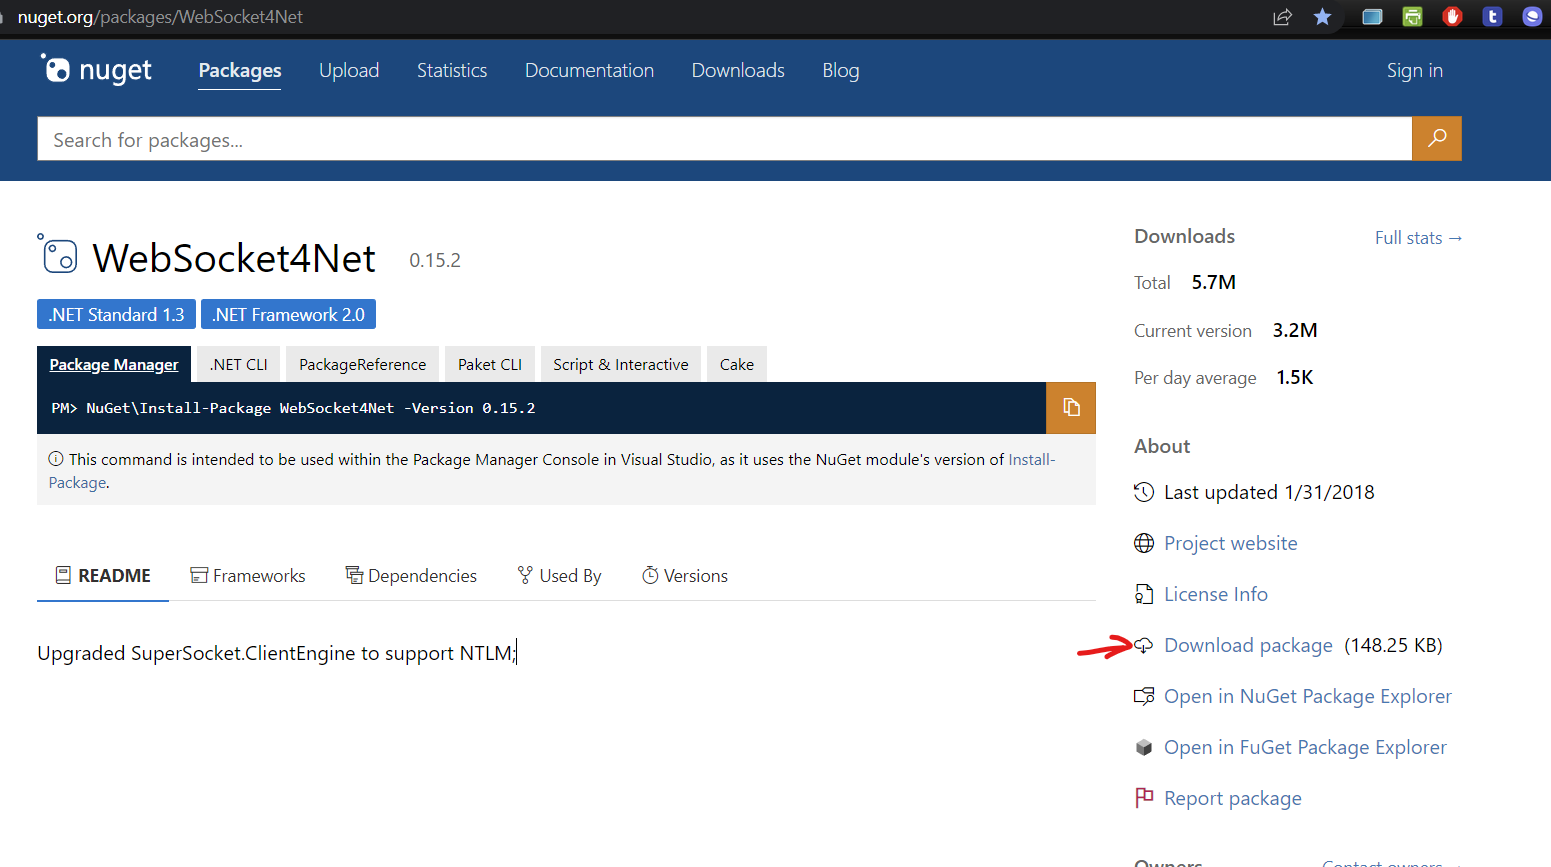 nuget.org/packages/WebSocket4Net
nuget Packages Upload Statistics Documentation Downloads Blog Sign in
Search for packages...
WebSocket4Net 0.15.2
.NET Standard 1.3 .NET Framework 2.0
Package Manager .NET CLI PackageReference Paket CLI Script & Interactive Cake
PM> NuGet\Install-Package WebSocket4Net -Version 0.15.2
This command is intended to be used within the Package Manager Console in Visual Studio, as it uses the NuGet module's version of Install-
Package.
README Frameworks Dependencies Used By Versions
Upgraded SuperSocket.ClientEngine to support NTLM;
Downloads Full stats →
Total 5.7M
Current version 3.2M
Per day average 1.5K
About
Last updated 1/31/2018
Project website
License Info
Download package (148.25 KB)
Open in NuGet Package Explorer
Open in FuGet Package Explorer
Report package
Owners Contact owners →